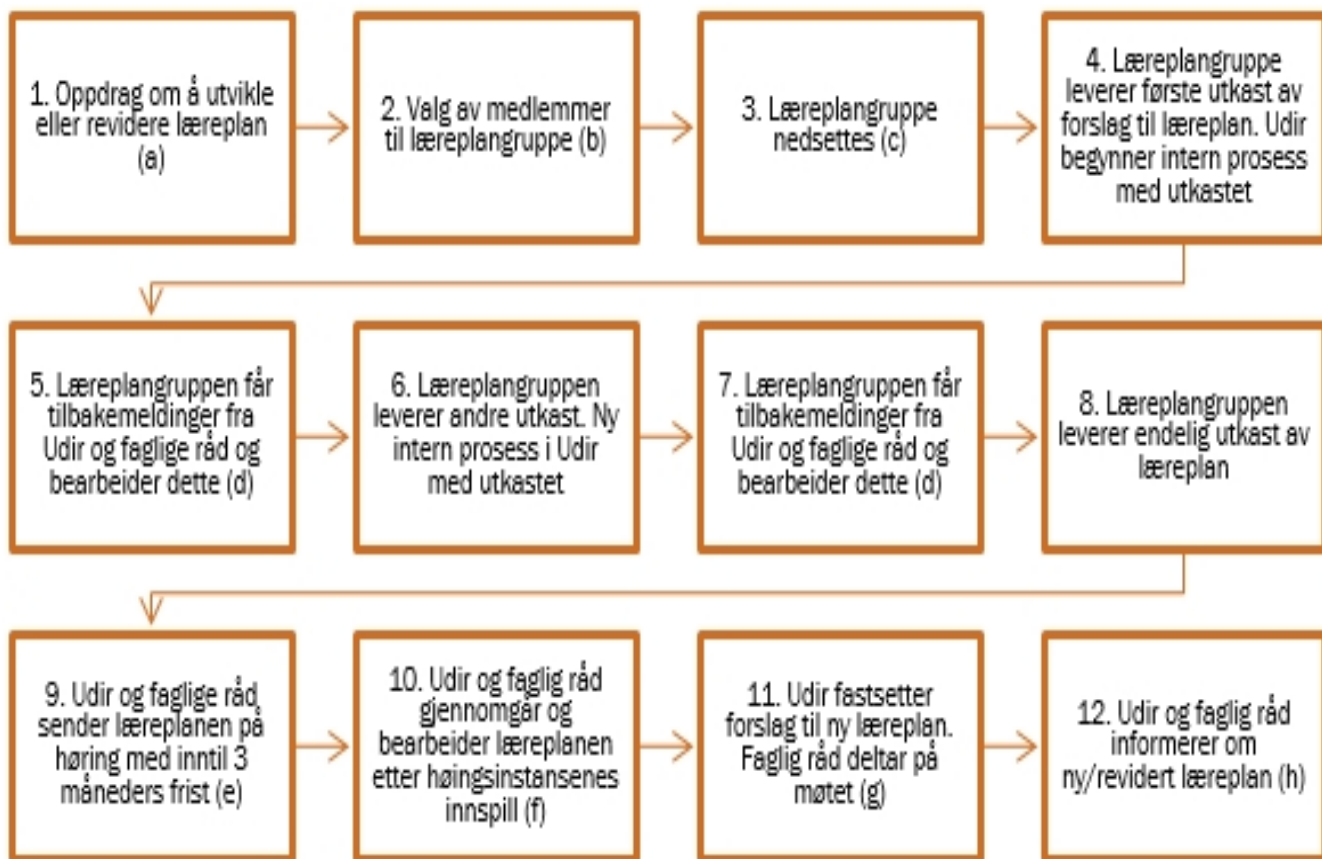 1. Oppdrag om å utvikle
eller revidere læreplan
(a)
2. Valg av medlemmer
til læreplangruppe (b)
3. Læreplangruppe
nedsettes (c)
4. Læreplangruppe
leverer første utkast av
forslag til læreplan. Udir
begynner intern prosess
med utkastet
5. Læreplangruppen får
tilbakemeldinger fra
Udir og faglige råd og
bearbeider dette (d)
6. Læreplangruppen
leverer andre utkast. Ny
intern prosess i Udir
med utkastet
7. Læreplangruppen får
tilbakemeldinger fra
Udir og faglige råd og
bearbeider dette (d)
8. Læreplangruppen
leverer endelig utkast av
læreplan
9. Udir og faglige råd
sender læreplanen på
høring med inntil 3
måneders frist (e)
10. Udir og faglig råd
gjennomgår og
bearbeider læreplanen
etter høingsinstansenes
innspill (f)
11. Udir fastsetter
forslag til ny læreplan.
Faglig råd deltar på
møtet (g)
12. Udir og faglig råd
informerer om
ny/revidert læreplan (h)